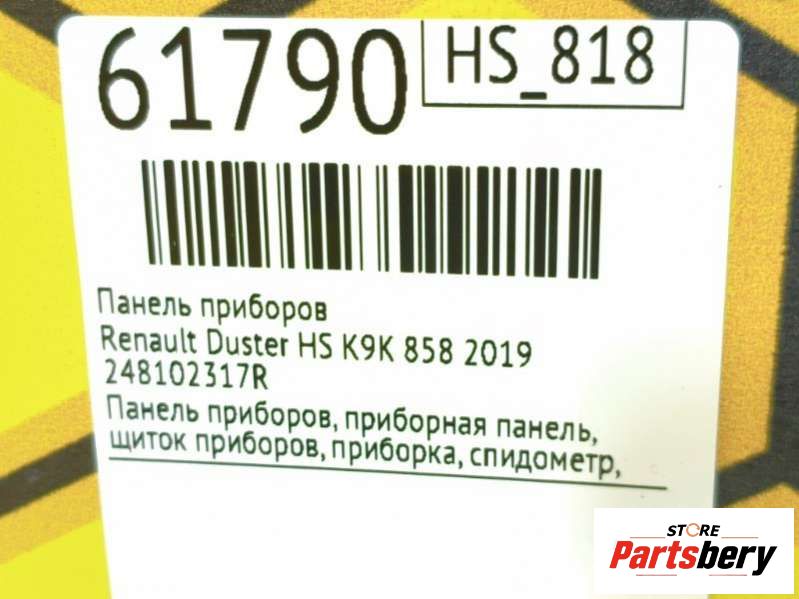 61790
HS_818
Панель приборов
Renault Duster HS K9K 858 2019
248102317R
Панель приборов, приборная панель,
щиток приборов, приборка, спидометр,
STORE
Partsbery